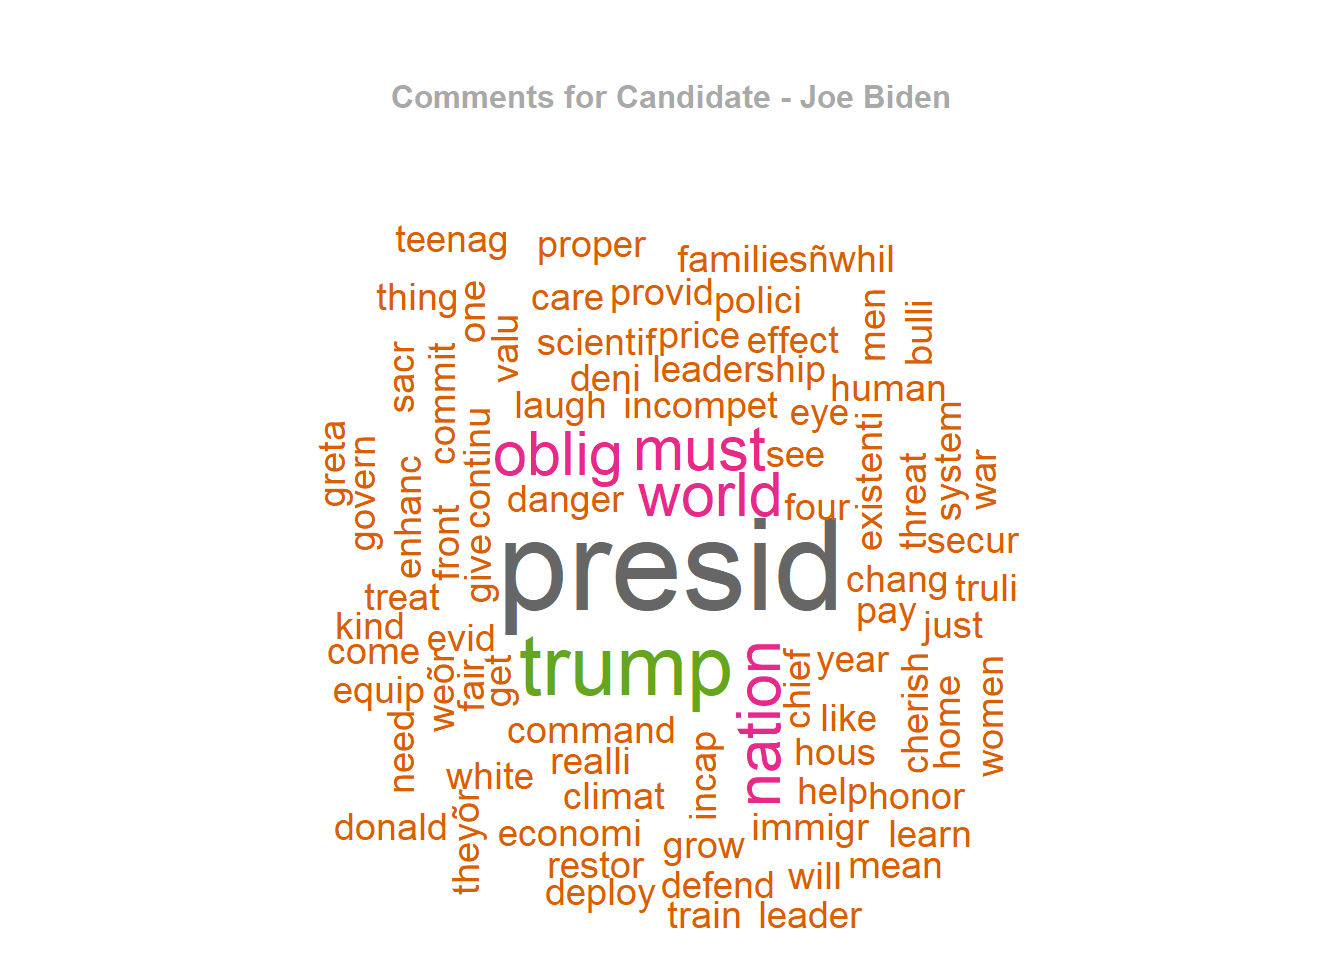 Comments for Candidate - Joe Biden
teenag
proper
familiesñwhil
thing
one
care
provid
polici
men
bulli
valu
scientif
price
effect
sacr
commit
deni
leadership
human
laugh
incompet
eye
greta
govern
continu
oblig
must
see
existenti
system
war
enhanc
danger
world
four
threat
front
give
presid
secur
treat
chang
truli
kind
evid
pay
just
come
weõr
fair
get
trump
nation
chief
year
equip
cherish
home
women
need
command
like
white
realli
incap
hous
climat
help
honor
donald
theyõr
economi
grow
immigr
learn
restor
deploy
defend
will
mean
train
leader